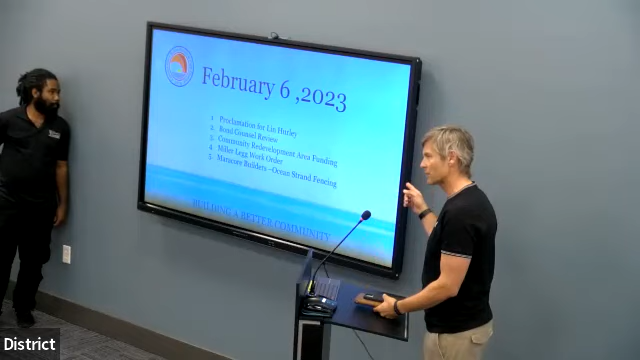 February 6 ,2023
1 Proclamation for Lin Hurley
2 Bond Counsel Review
3 Community Redevelopment Area Funding
4 Miller Legg Work Order
5 Mancore Builders -Ocean Strand Fencing
BUILDING A BETTER COMMUNITY
District